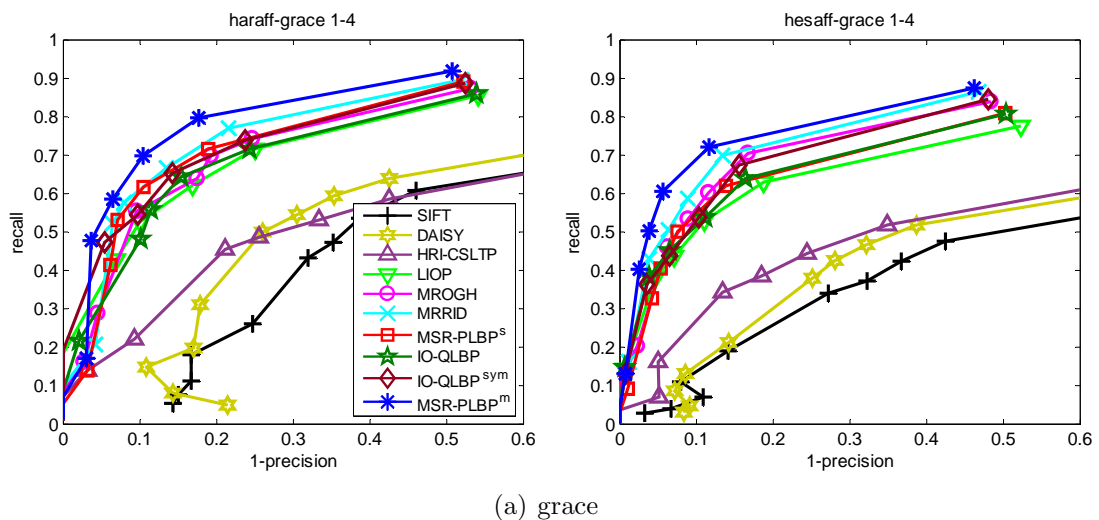 haraff-grace 1-4
1
0.9
0.8
0.7
0.6
0.5
0.4
0.3
0.2
0.1
0
recall
0 0.1 0.2 0.3 0.4 0.5 0.6
1-precision
SIFT
DAISY
HRI-CSLTP
LIOP
MROGH
MRRID
MSR-PLBP^s
IO-QLBP
IO-QLBP^sym
MSR-PLBP^m
hesaff-grace 1-4
1
0.9
0.8
0.7
0.6
0.5
0.4
0.3
0.2
0.1
0
recall
0 0.1 0.2 0.3 0.4 0.5 0.6
1-precision
(a) grace